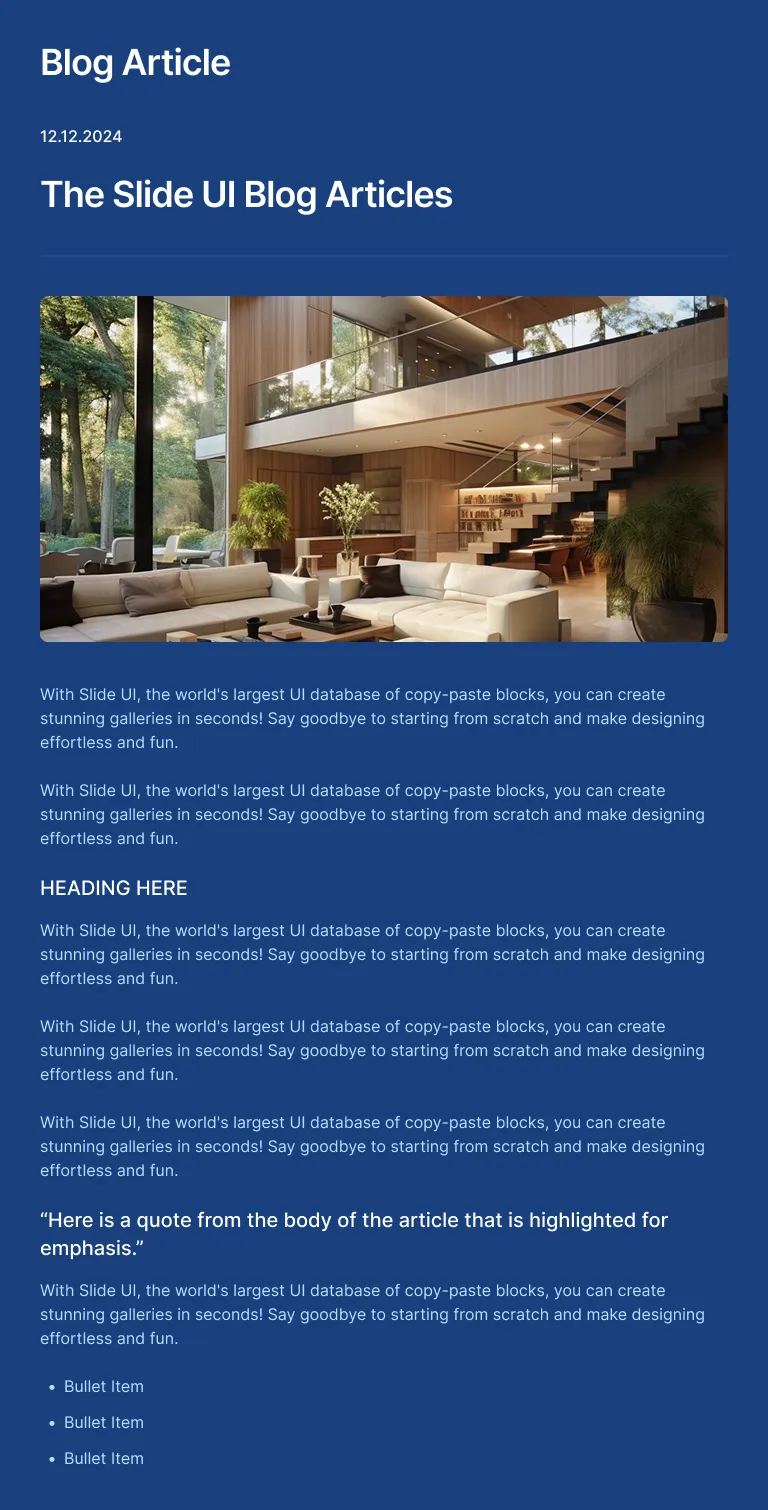 Blog Article
12.12.2024
The Slide UI Blog Articles
With Slide UI, the world's largest UI database of copy-paste blocks, you can create
stunning galleries in seconds! Say goodbye to starting from scratch and make designing
effortless and fun.
With Slide UI, the world's largest UI database of copy-paste blocks, you can create
stunning galleries in seconds! Say goodbye to starting from scratch and make designing
effortless and fun.
HEADING HERE
With Slide UI, the world's largest UI database of copy-paste blocks, you can create
stunning galleries in seconds! Say goodbye to starting from scratch and make designing
effortless and fun.
With Slide UI, the world's largest UI database of copy-paste blocks, you can create
stunning galleries in seconds! Say goodbye to starting from scratch and make designing
effortless and fun.
With Slide UI, the world's largest UI database of copy-paste blocks, you can create
stunning galleries in seconds! Say goodbye to starting from scratch and make designing
effortless and fun.
“Here is a quote from the body of the article that is highlighted for
emphasis.”
With Slide UI, the world's largest UI database of copy-paste blocks, you can create
stunning galleries in seconds! Say goodbye to starting from scratch and make designing
effortless and fun.
• Bullet Item
• Bullet Item
• Bullet Item